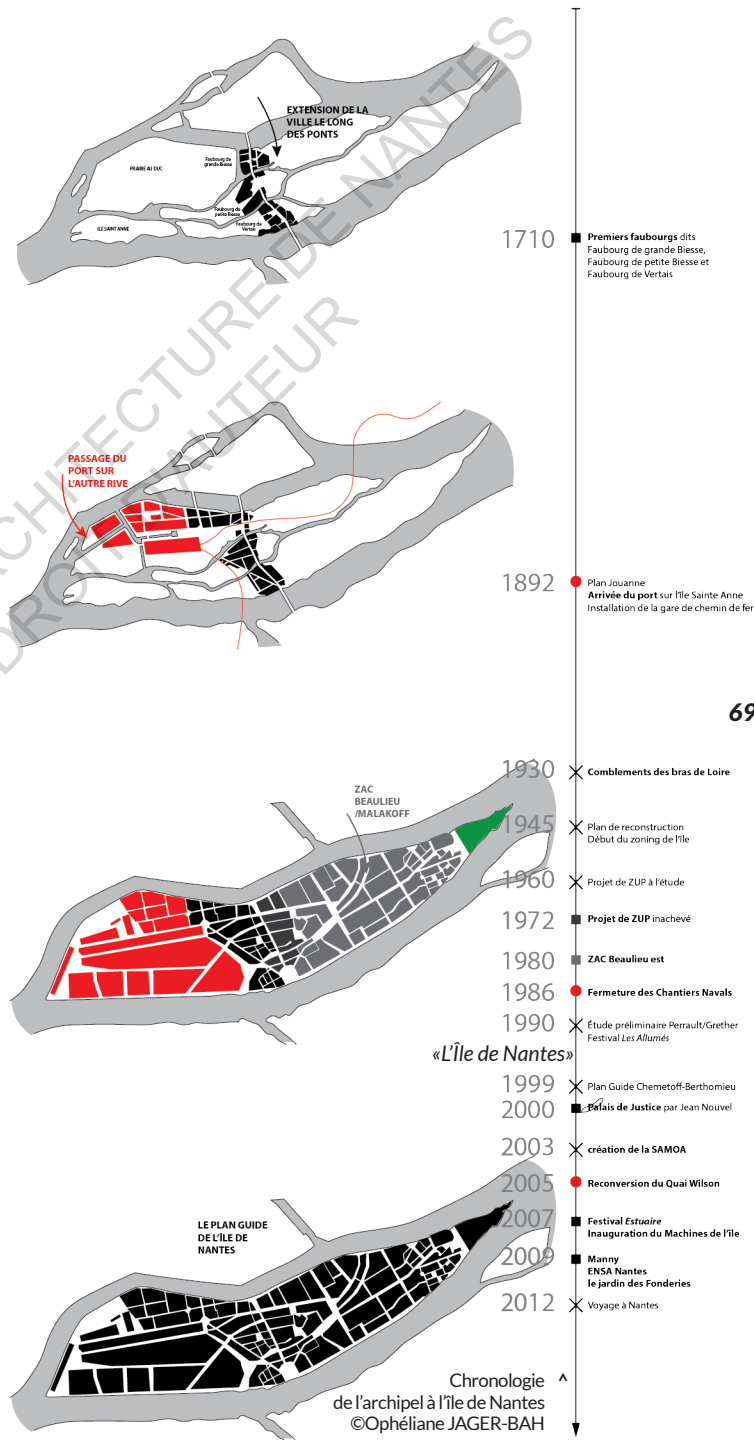 EXTENSION DE LA
VILLE LE LONG
DES PONTS
PRAIRIE AU DUC
Faubourg de
grande Biesse
Faubourg de
petite Biesse
Faubourg de
Vertais
ILE SAINT ANNE
1710
Premiers faubourgs dits
Faubourg de grande Biesse,
Faubourg de petite Biesse et
Faubourg de Vertais
ARCHITECTURE DE NANTES
DROIT D'AUTEUR
PASSAGE DU
PORT SUR
L'AUTRE RIVE
1892
Plan Jouanne
Arrivée du port sur l'île Sainte Anne
Installation de la gare de chemin de fer
69
ZAC
BEAULIEU
/MALAKOFF
1930
Comblements des bras de Loire
1945
Plan de reconstruction
Début du zoning de l'île
1960
Projet de ZUP à l'étude
1972
Projet de ZUP inachevé
1980
ZAC Beaulieu est
1986
Fermeture des Chantiers Navals
1990
Étude préliminaire Perrault/Grether
Festival Les Allumés
«L'Île de Nantes»
1999
Plan Guide Chemetoff-Berthomieu
2000
Palais de Justice par Jean Nouvel
2003
création de la SAMOA
2005
Reconversion du Quai Wilson
LE PLAN GUIDE
DE L'ÎLE DE
NANTES
2007
Festival Estuaire
Inauguration du Machines de l'île
2009
Manny
ENSA Nantes
le jardin des Fonderies
2012
Voyage à Nantes
Chronologie ^
de l'archipel à l'île de Nantes
©Ophéliane JAGER-BAH